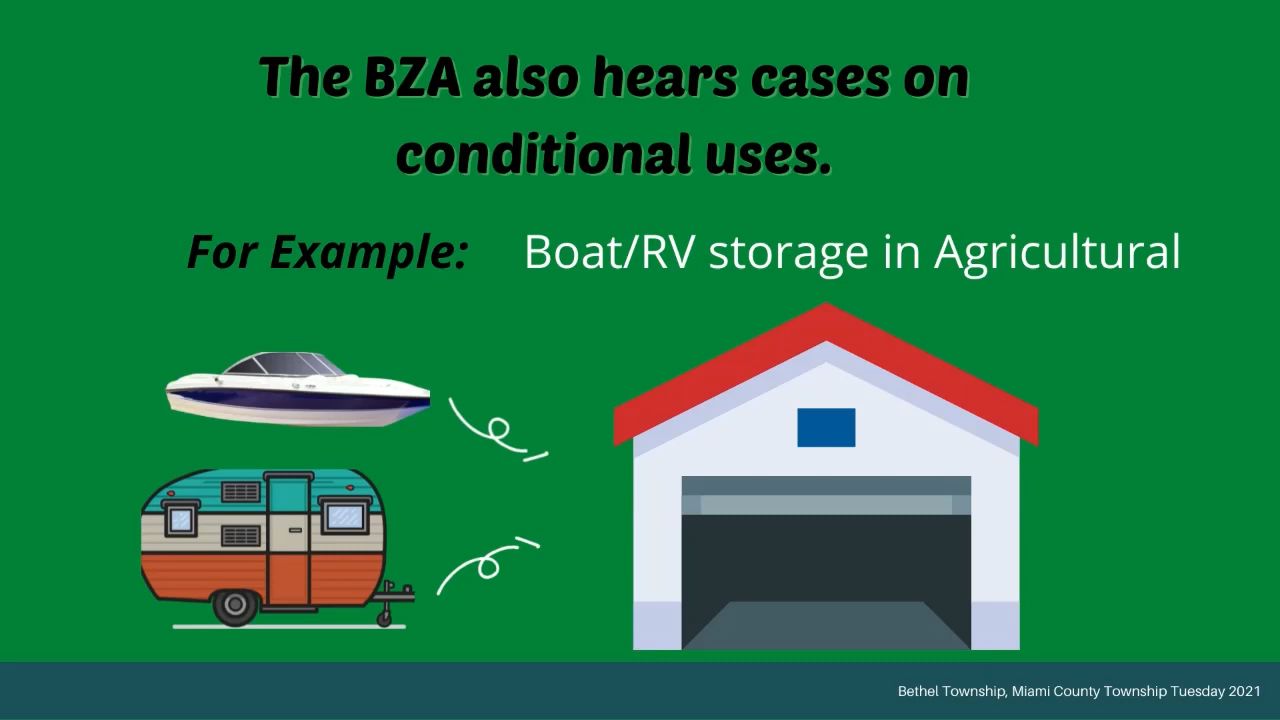 The BZA also hears cases on
conditional uses.
For Example: Boat/RV storage in Agricultural
Bethel Township, Miami County Township Tuesday 2021